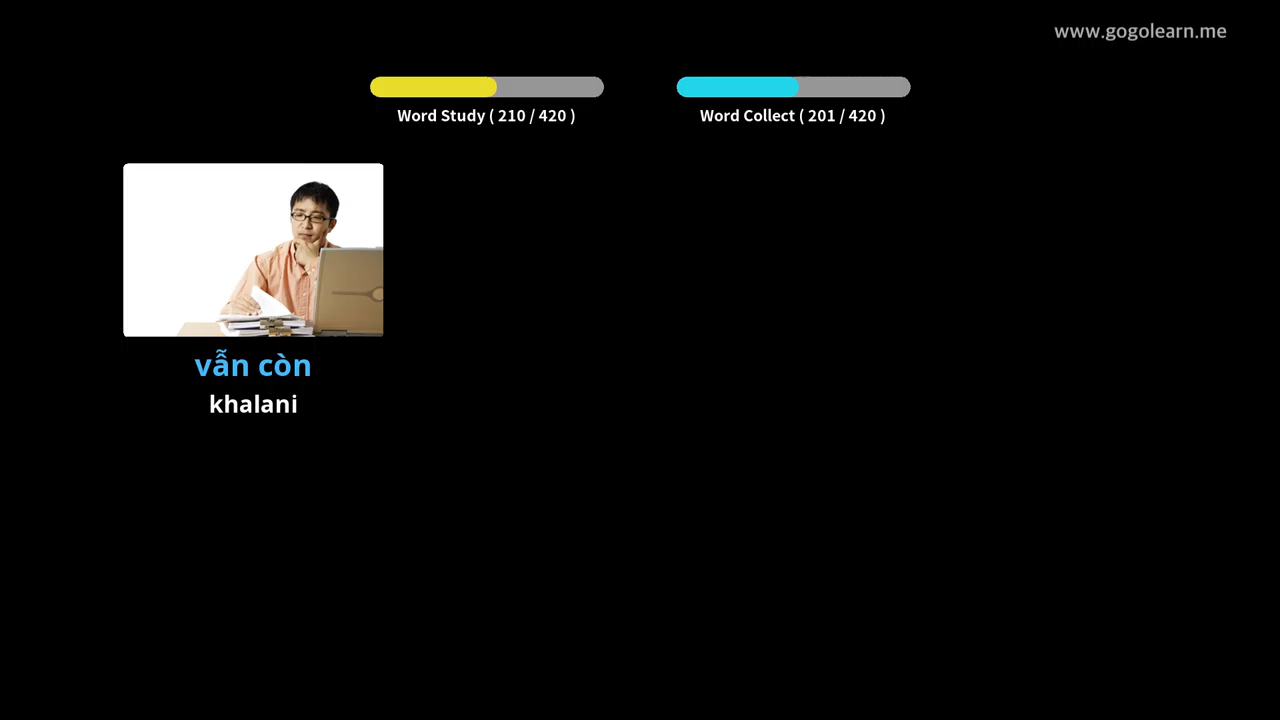 www.gogolearn.me
Word Study ( 210 / 420 )
Word Collect ( 201 / 420 )
vẫn còn
khalani